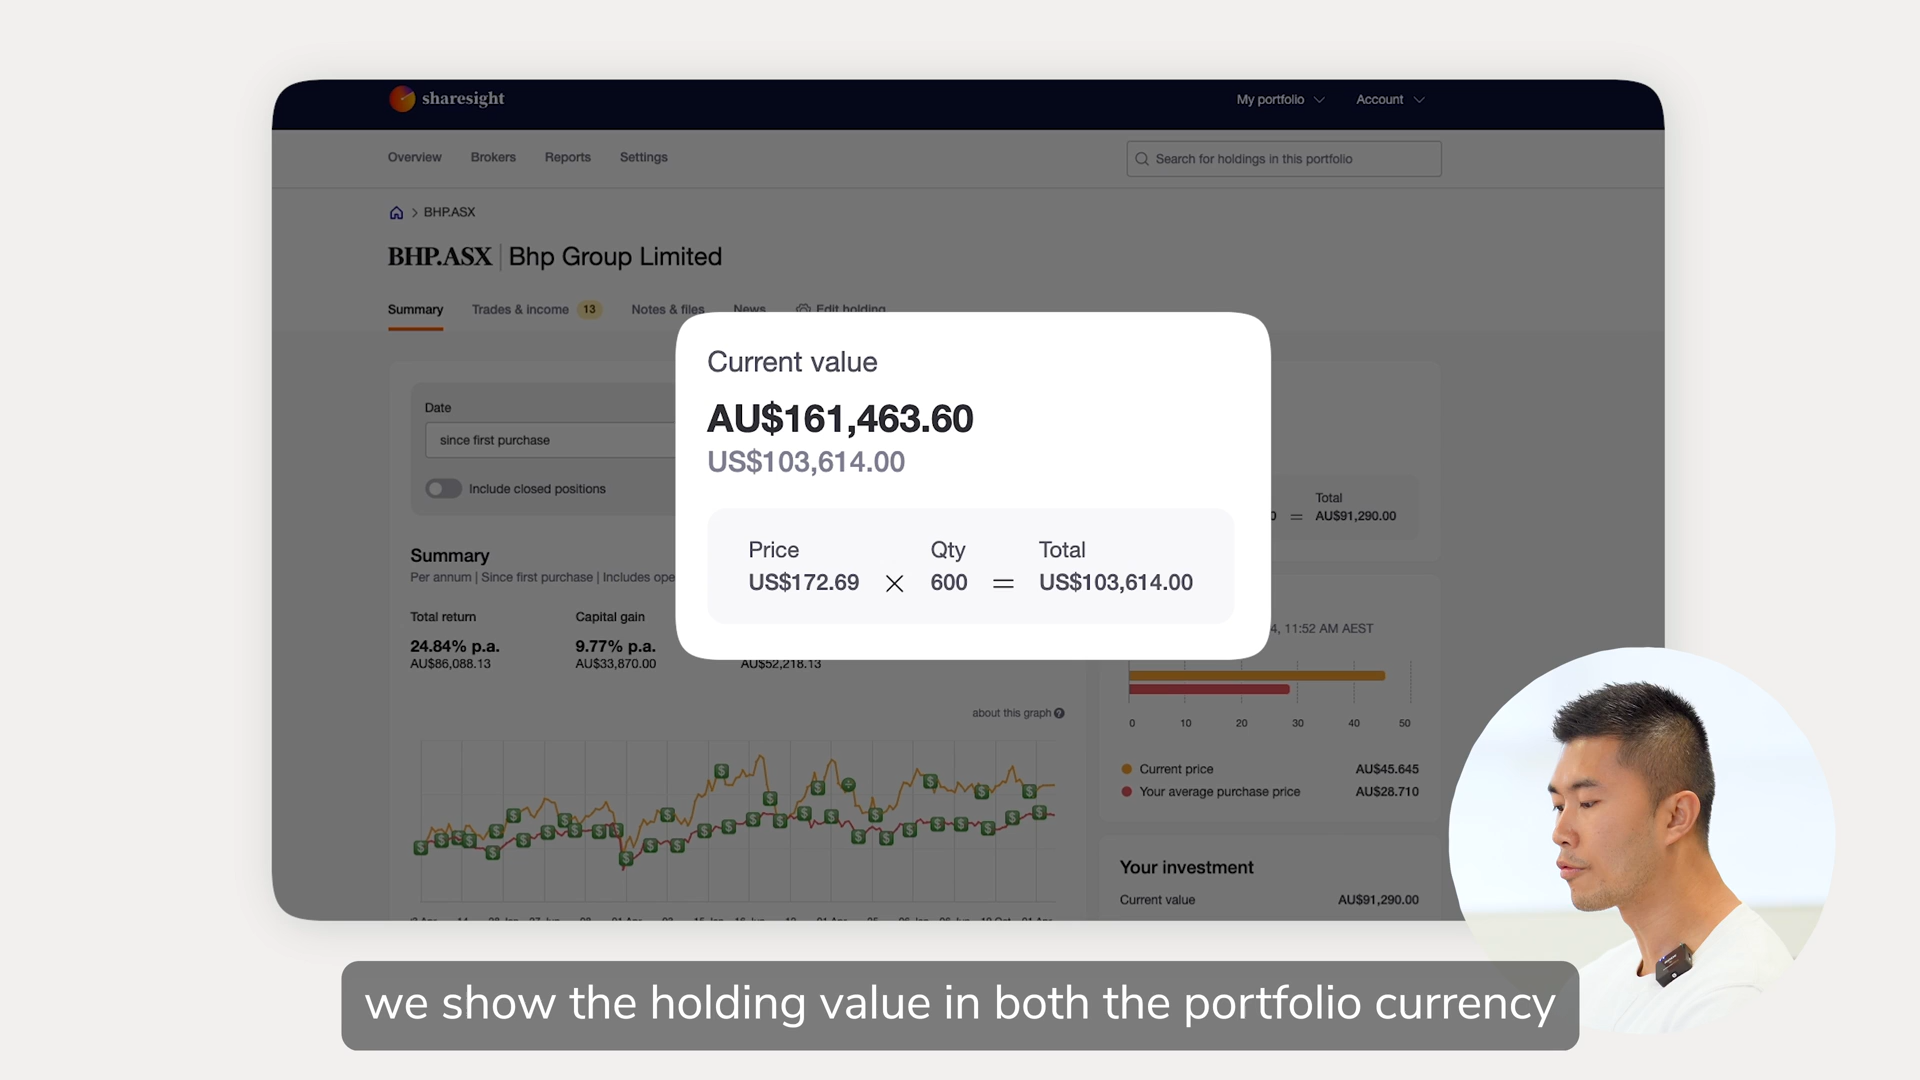 sharesight
My portfolio
Account
Overview
Brokers
Reports
Settings
Search for holdings in this portfolio
BHP.ASX
BHP.ASX | Bhp Group Limited
Summary
Trades & income 13
Notes & files
News
Edit holding
Date
since first purchase
Include closed positions
Current value
AU$161,463.60
US$103,614.00
Price
Qty
Total
US$172.69 × 600 = US$103,614.00
Total
= AU$91,290.00
Summary
Per annum | Since first purchase | Includes ope
Total return
24.84% p.a.
AU$86,088.13
Capital gain
9.77% p.a.
AU$33,870.00
AU$52,218.13
4, 11:52 AM AEST
about this graph
0 10 20 30 40 50
Current price AU$45.645
Your average purchase price AU$28.710
Your investment
Current value AU$91,290.00
we show the holding value in both the portfolio currency